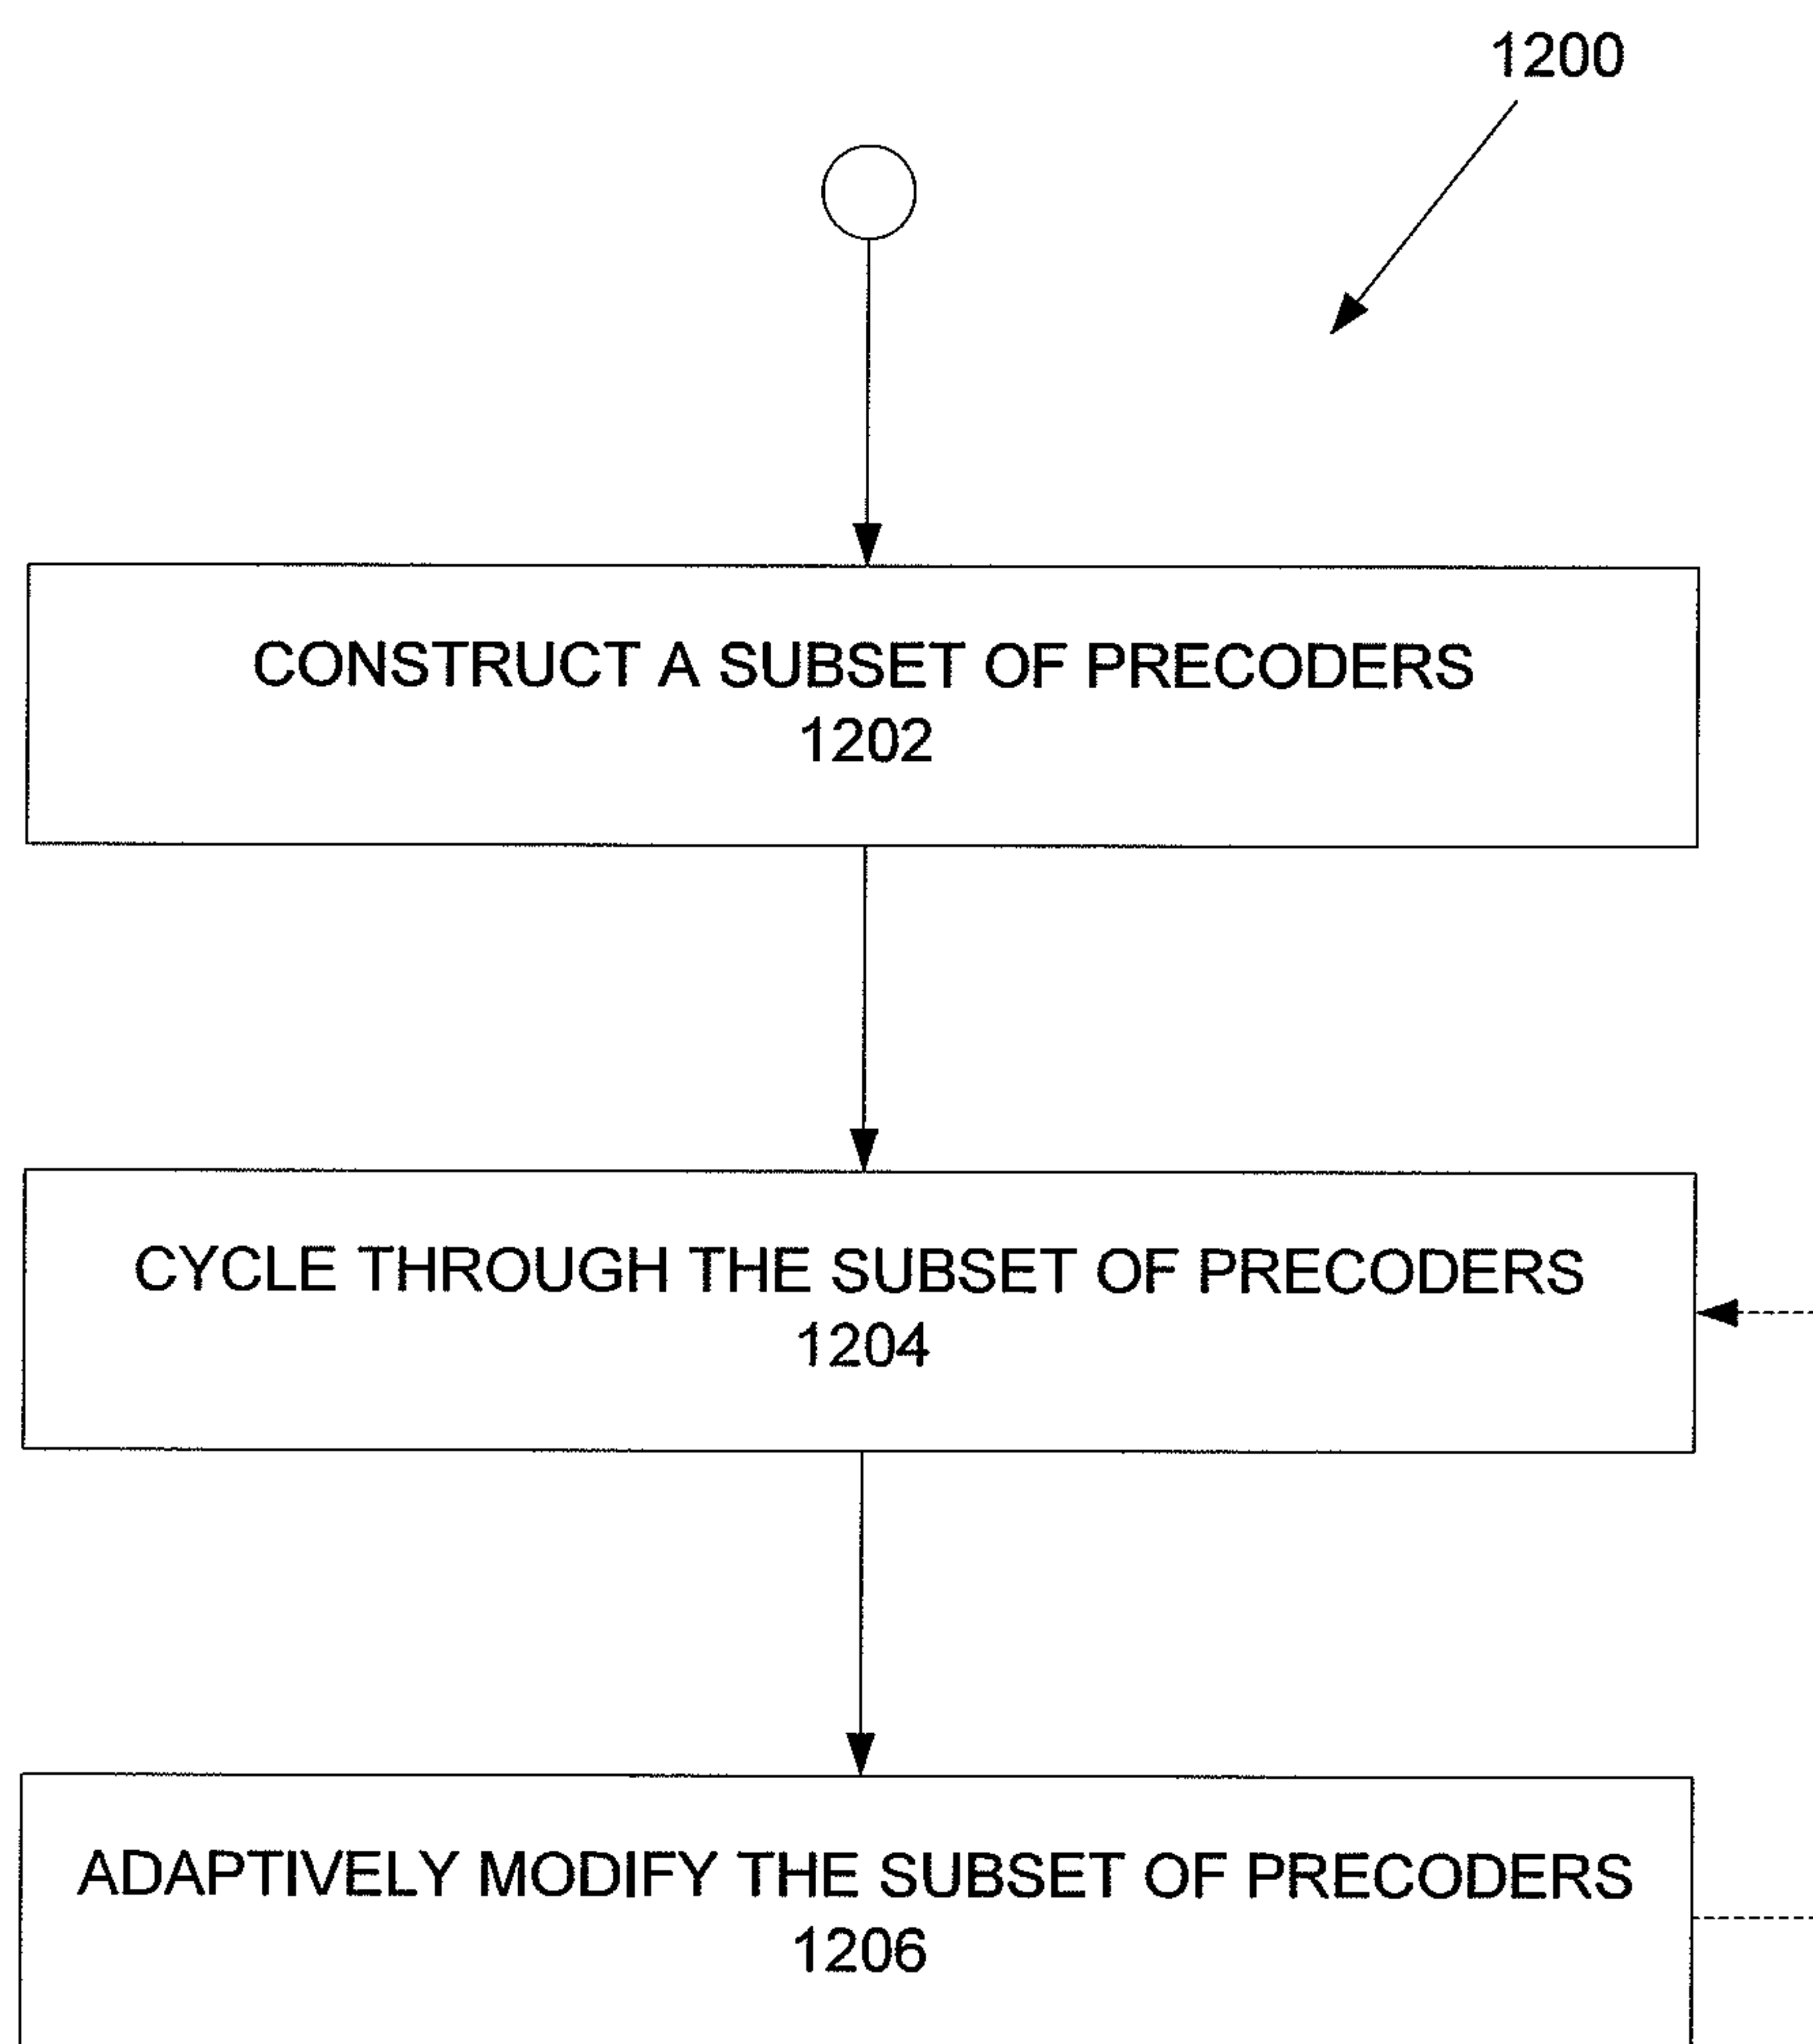 1200
CONSTRUCT A SUBSET OF PRECODERS
1202
CYCLE THROUGH THE SUBSET OF PRECODERS
1204
ADAPTIVELY MODIFY THE SUBSET OF PRECODERS
1206